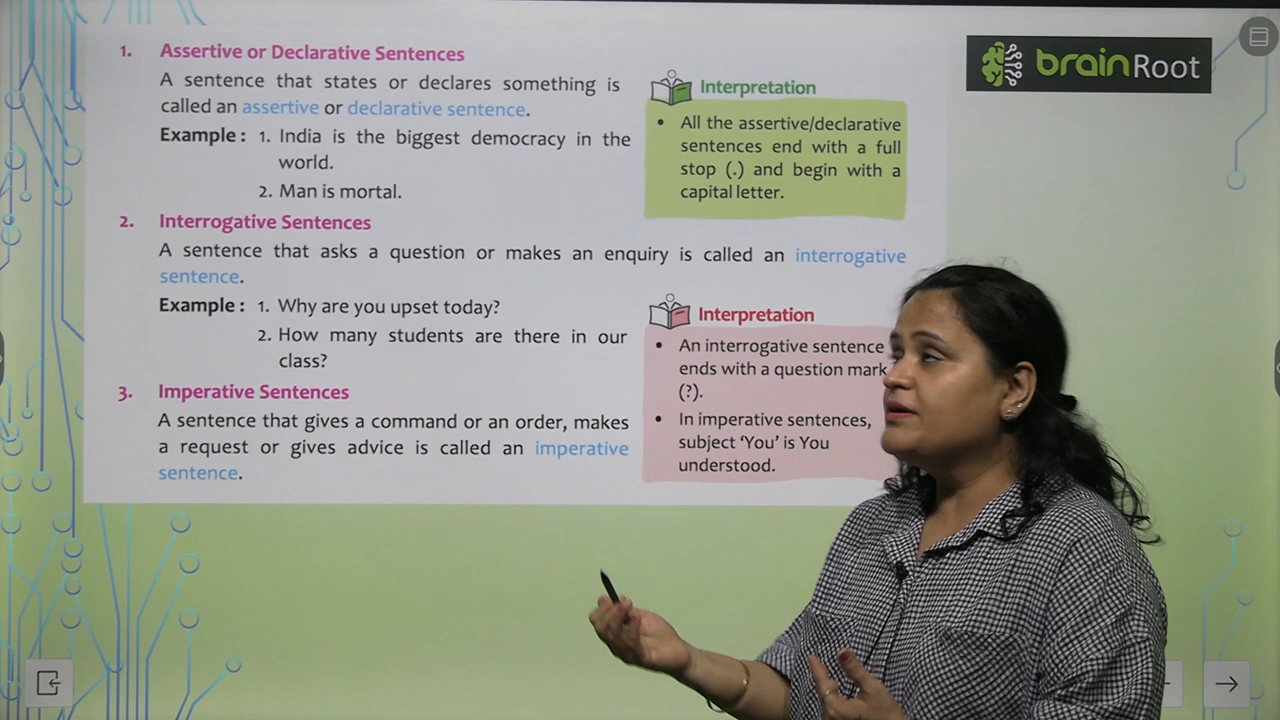 1. Assertive or Declarative Sentences
A sentence that states or declares something is
called an assertive or declarative sentence.
Example : 1. India is the biggest democracy in the
world.
2. Man is mortal.
Interpretation
• All the assertive/declarative
sentences end with a full
stop (.) and begin with a
capital letter.
2. Interrogative Sentences
A sentence that asks a question or makes an enquiry is called an interrogative
sentence.
Example : 1. Why are you upset today?
2. How many students are there in our
class?
Interpretation
• An interrogative sentence
ends with a question mark
(?).
• In imperative sentences,
subject ‘You’ is You
understood.
3. Imperative Sentences
A sentence that gives a command or an order, makes
a request or gives advice is called an imperative
sentence.
brainRoot